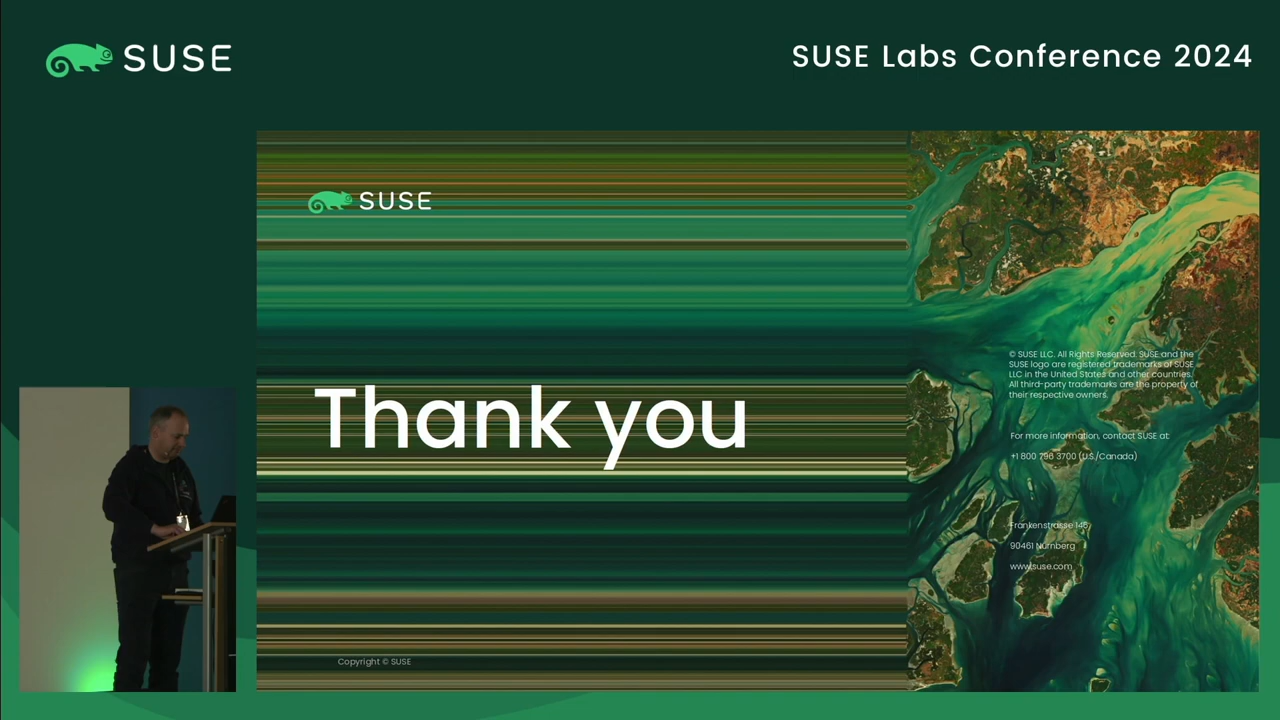 SUSE
SUSE Labs Conference 2024
SUSE
Thank you
© SUSE LLC. All Rights Reserved. SUSE and the
SUSE logo are registered trademarks of SUSE
LLC in the United States and other countries.
All third-party trademarks are the property of
their respective owners.
For more information, contact SUSE at:
+1 800 796 3700 (U.S./Canada)
Frankenstrasse 146
90461 Nürnberg
www.suse.com
Copyright © SUSE